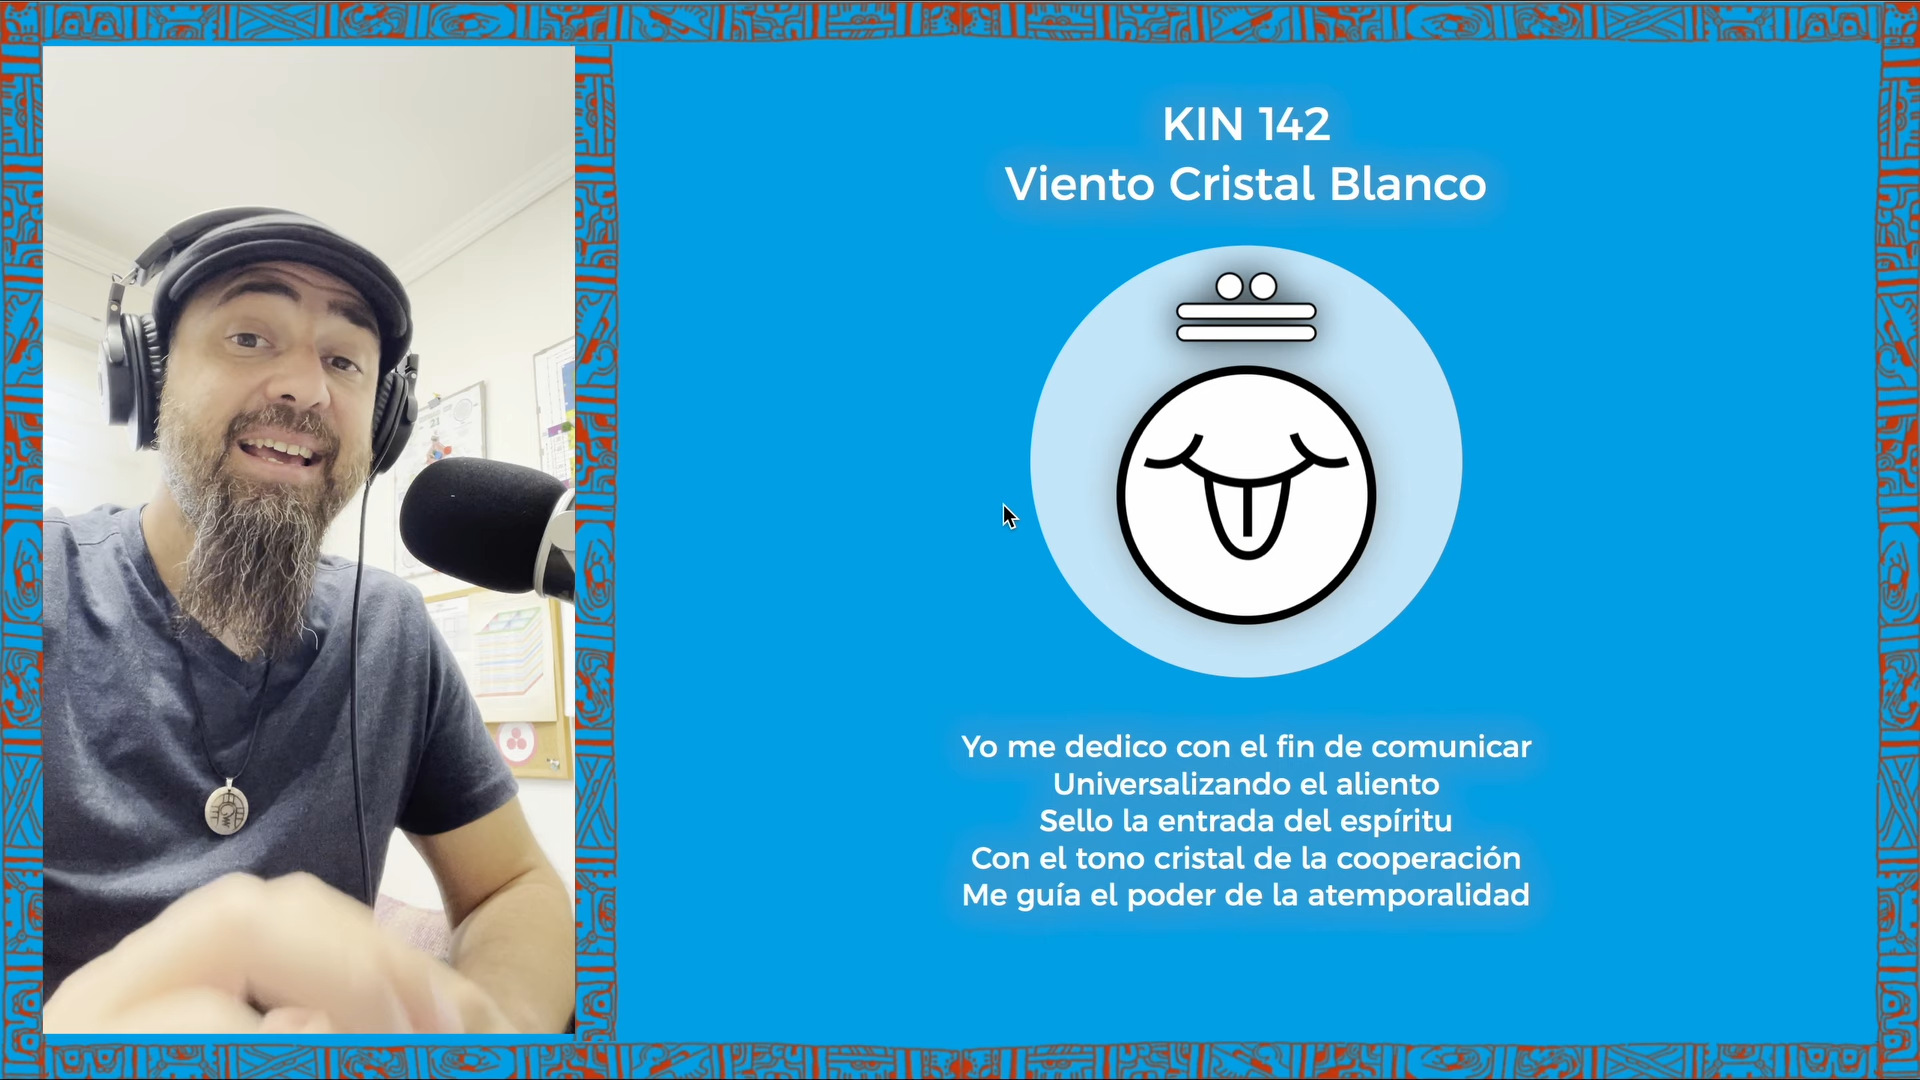 KIN 142
Viento Cristal Blanco
Yo me dedico con el fin de comunicar
Universalizando el aliento
Sello la entrada del espíritu
Con el tono cristal de la cooperación
Me guía el poder de la atemporalidad